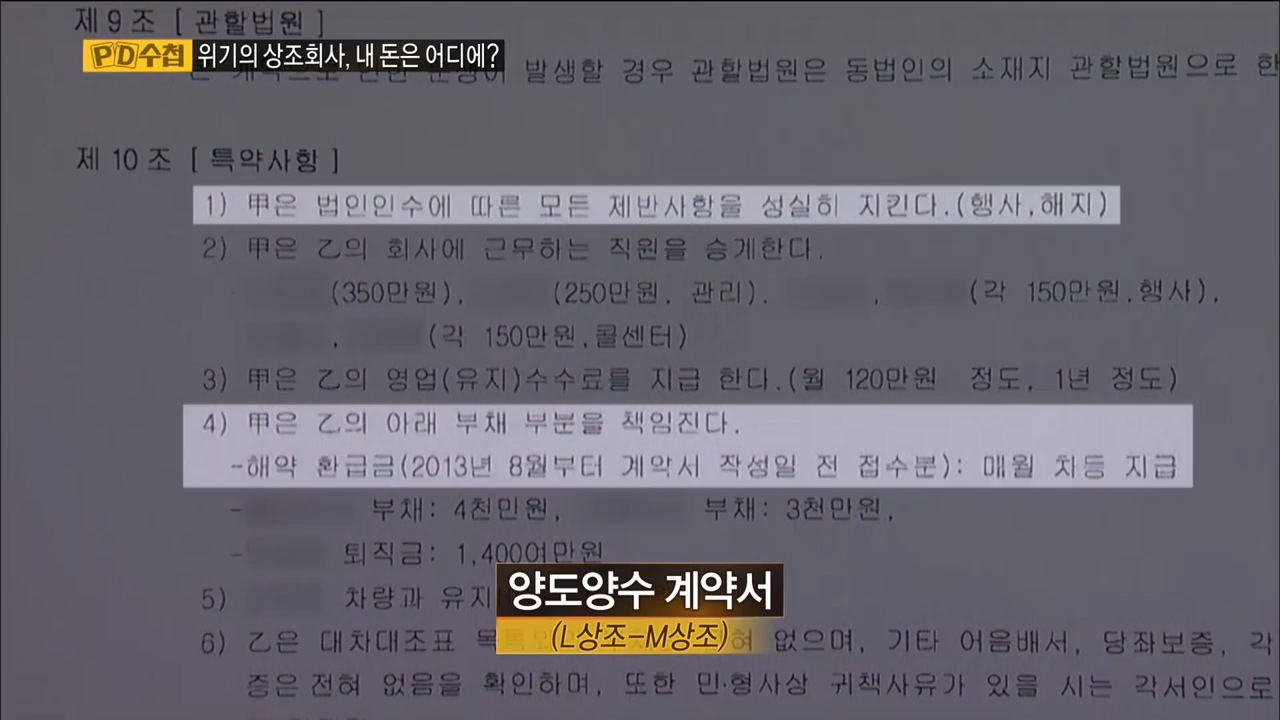 제 9 조 [ 관할법원 ]
PD수첩 위기의 상조회사, 내 돈은 어디에?
발생할 경우 관할법원은 동법인의 소재지 관할법원으로 한
제 10 조 [ 특약사항 ]
1) 甲은 법인인수에 따른 모든 제반사항을 성실히 지킨다.(행사,해지)
2) 甲은 乙의 회사에 근무하는 직원을 승계한다.
(350만원), (250만원, 관리). , (각 150만원,행사),
, (각 150만원,콜센터)
3) 甲은 乙의 영업(유지)수수료를 지급 한다.(월 120만원 정도, 1년 정도)
4) 甲은 乙의 아래 부채 부분을 책임진다.
-해약 환급금(2013년 8월부터 계약서 작성일 전 접수분): 매월 차등 지급
- 부채: 4천만원, 부채: 3천만원,
- 퇴직금: 1,400여만원
5) 차량과 유지
양도양수 계약서
(L상조-M상조)
6) 乙은 대차대조표 없으며, 기타 어음배서, 당좌보증, 각
증은 전혀 없음을 확인하며, 또한 민·형사상 귀책사유가 있을 시는 각서인으로